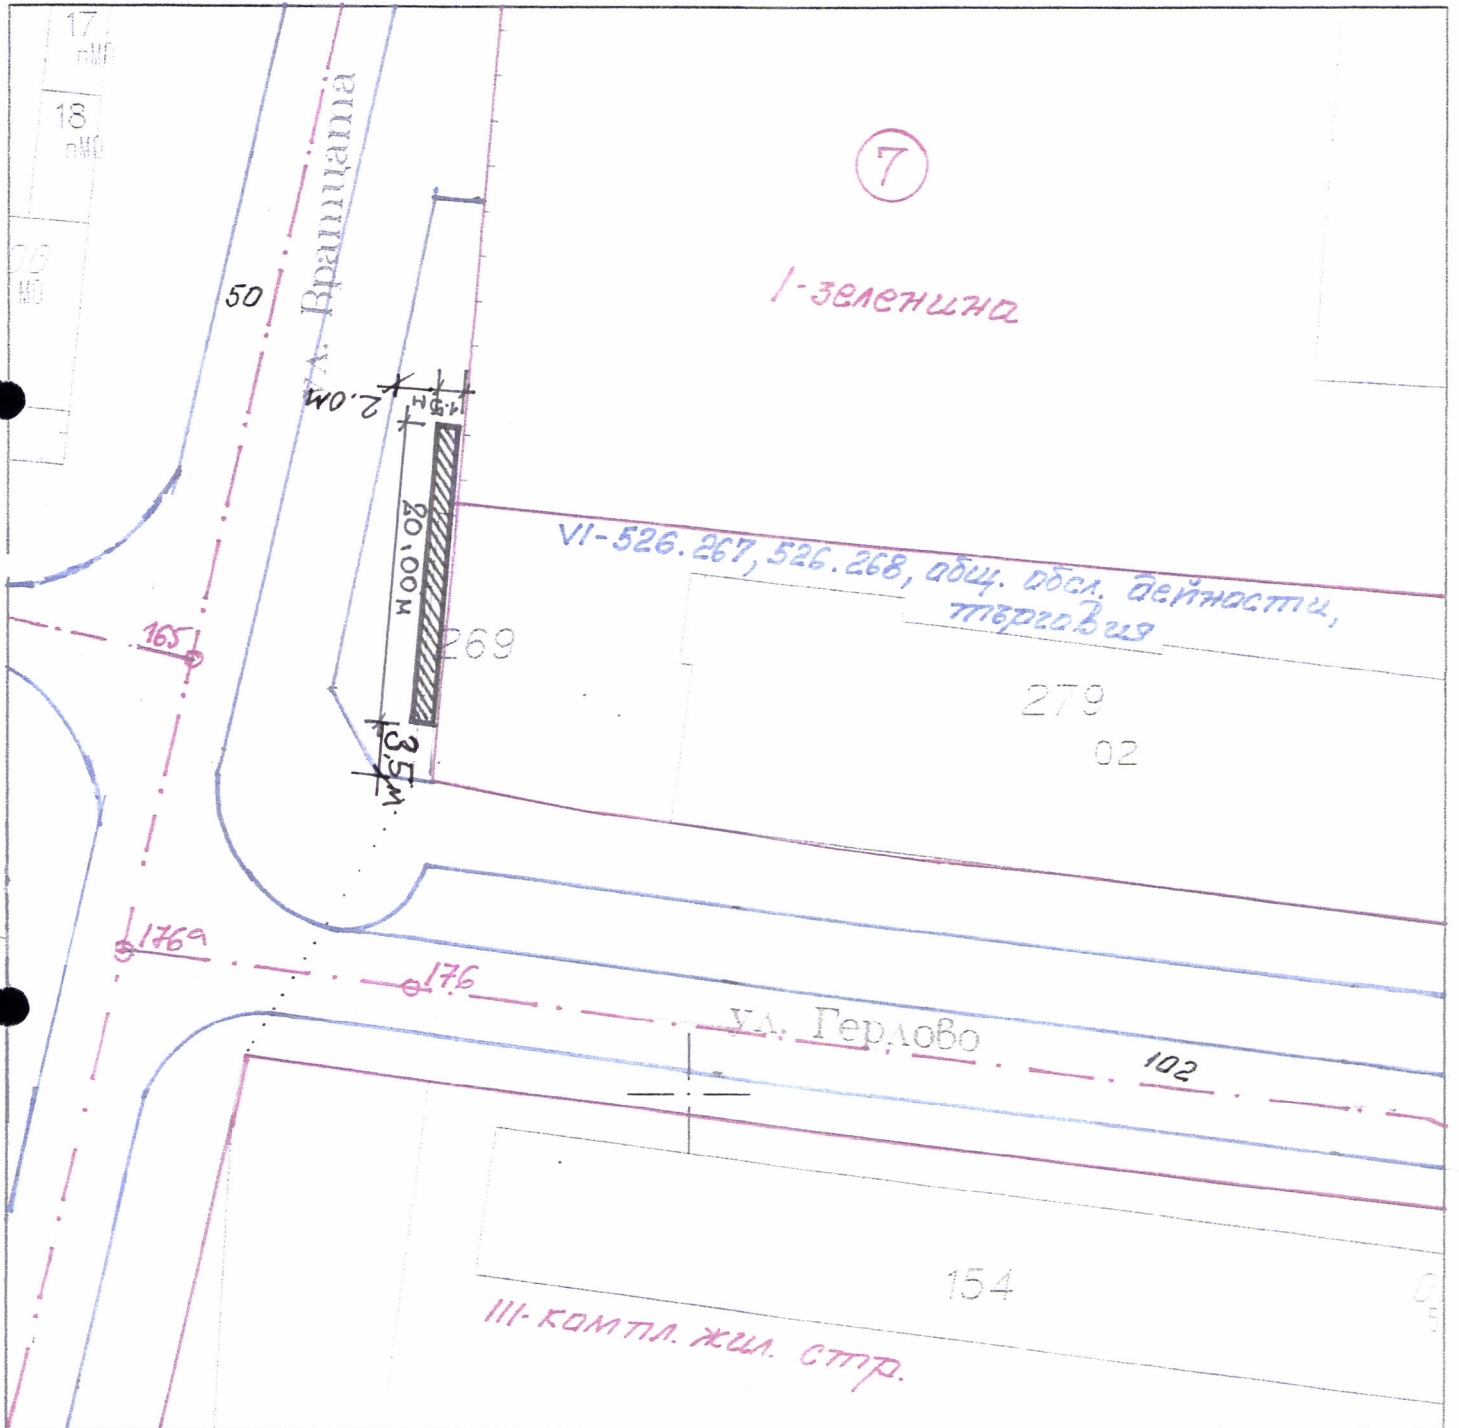 17
пМО
18
пМО
МО
ул. Вратцата
50
7
I-зеленина
2.0м
1.5м
20,00м
3,5м
VI-526.267, 526.268, общ. обсл. дейности,
търговия
269
279
02
165
176а
176
ул. Герлово
102
154
III-компл. жил. стр.